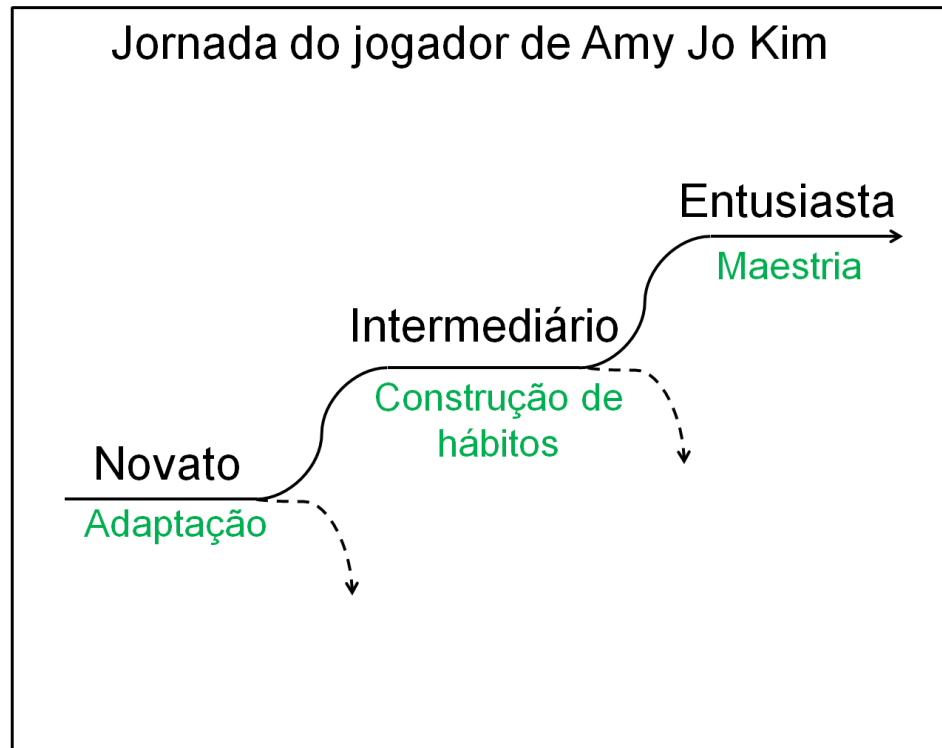 Jornada do jogador de Amy Jo Kim
Entusiasta
Maestria
Intermediário
Construção de
hábitos
Novato
Adaptação